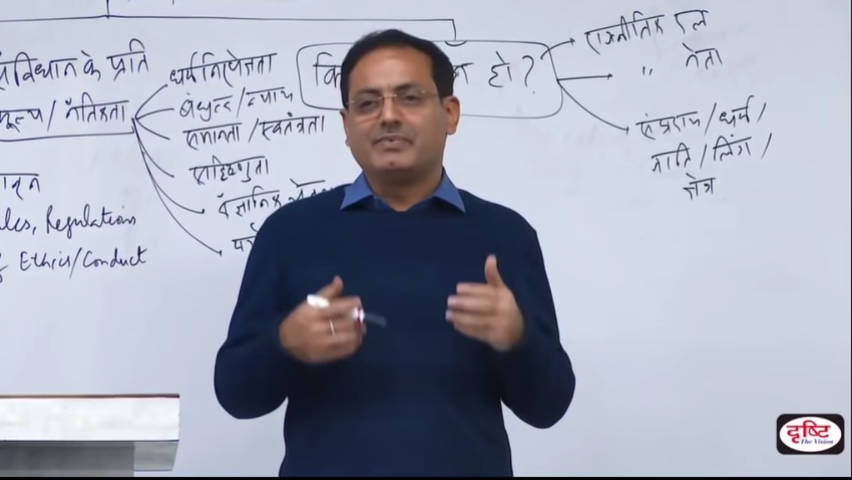 संविधान के प्रति
मूल्य / नैतिकता
Rules, Regulations
Ethics/Conduct
धर्मनिरपेक्षता
बंधुत्व / न्याय
समानता / स्वतंत्रता
सहिष्णुता
वैज्ञानिक
हो?
राजनीतिक दल
" नेता
संप्रदाय / धर्म /
जाति / लिंग /
क्षेत्र
दृष्टि
The Vision